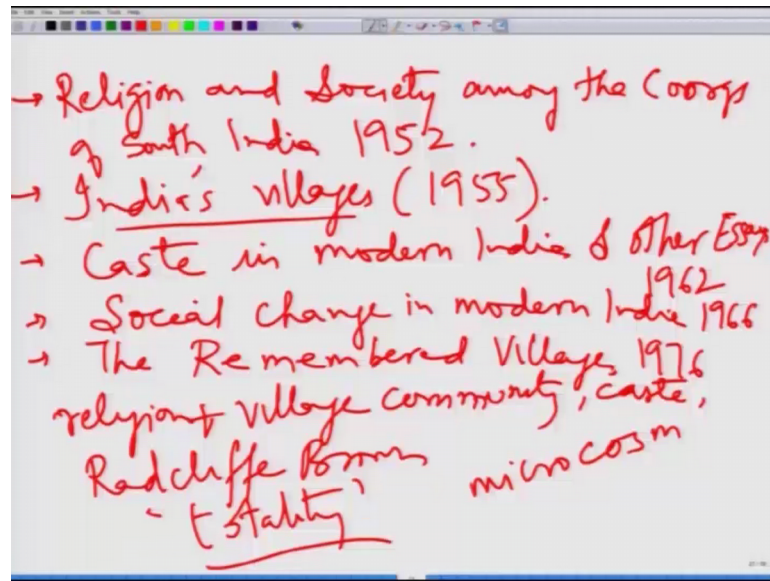 → Religion and Society among the Coorgs
of South India 1952.
→ India's villages (1955).
→ Caste in modern India & other Essays
1962
→ Social change in modern India 1966
→ The Remembered Village, 1976
religion + village community, caste,
Radcliffe Brown microcosm
"totality"